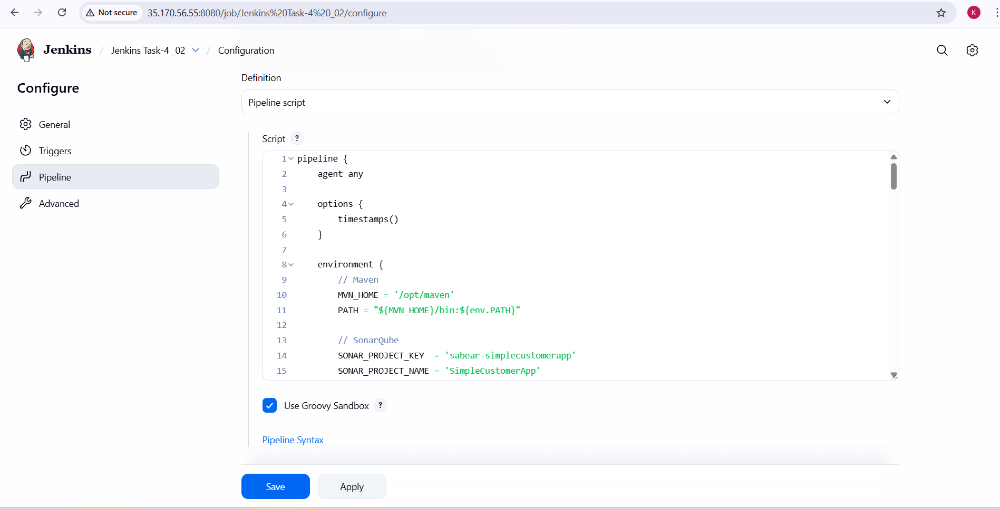 Not secure 35.170.56.55:8080/job/Jenkins%20Task-4%20_02/configure
K
Jenkins / Jenkins Task-4 _02 / Configuration
Configure
General
Triggers
Pipeline
Advanced
Definition
Pipeline script
Script ?
1 pipeline {
2     agent any
3
4     options {
5         timestamps()
6     }
7
8     environment {
9         // Maven
10         MVN_HOME = '/opt/maven'
11         PATH = "${MVN_HOME}/bin:${env.PATH}"
12
13         // SonarQube
14         SONAR_PROJECT_KEY  = 'sabear-simplecustomerapp'
15         SONAR_PROJECT_NAME = 'SimpleCustomerApp'
Use Groovy Sandbox ?
Pipeline Syntax
Save
Apply